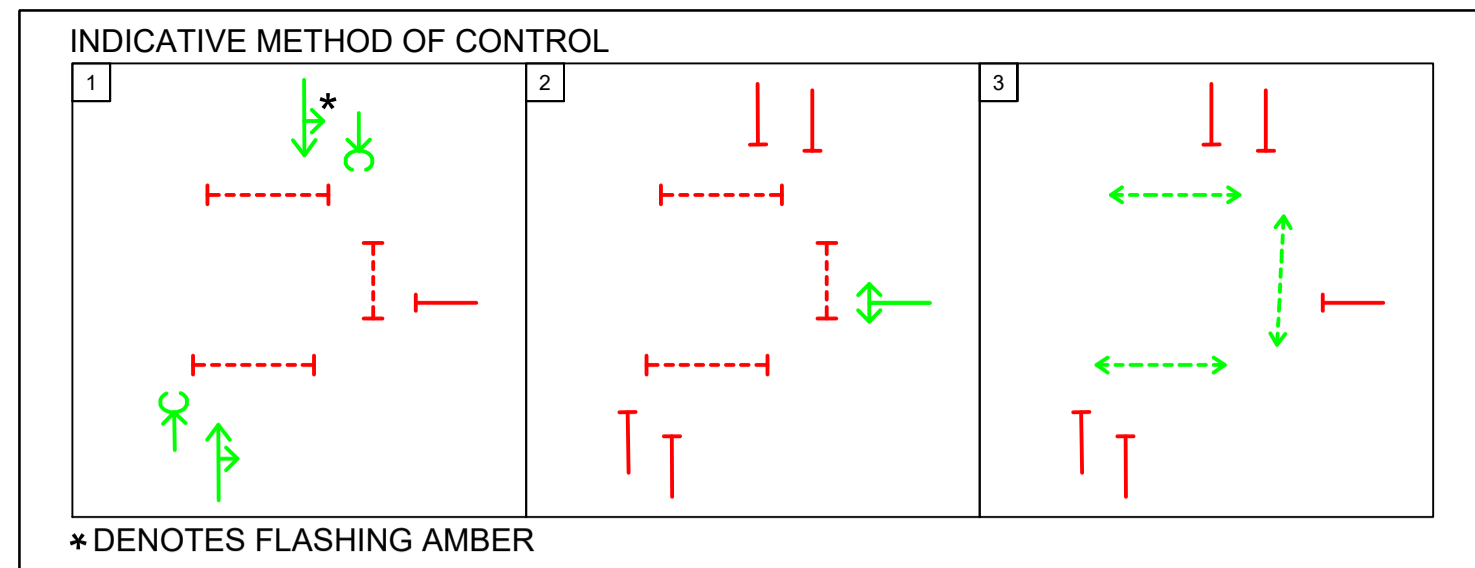 INDICATIVE METHOD OF CONTROL
1
2
3
*
* DENOTES FLASHING AMBER